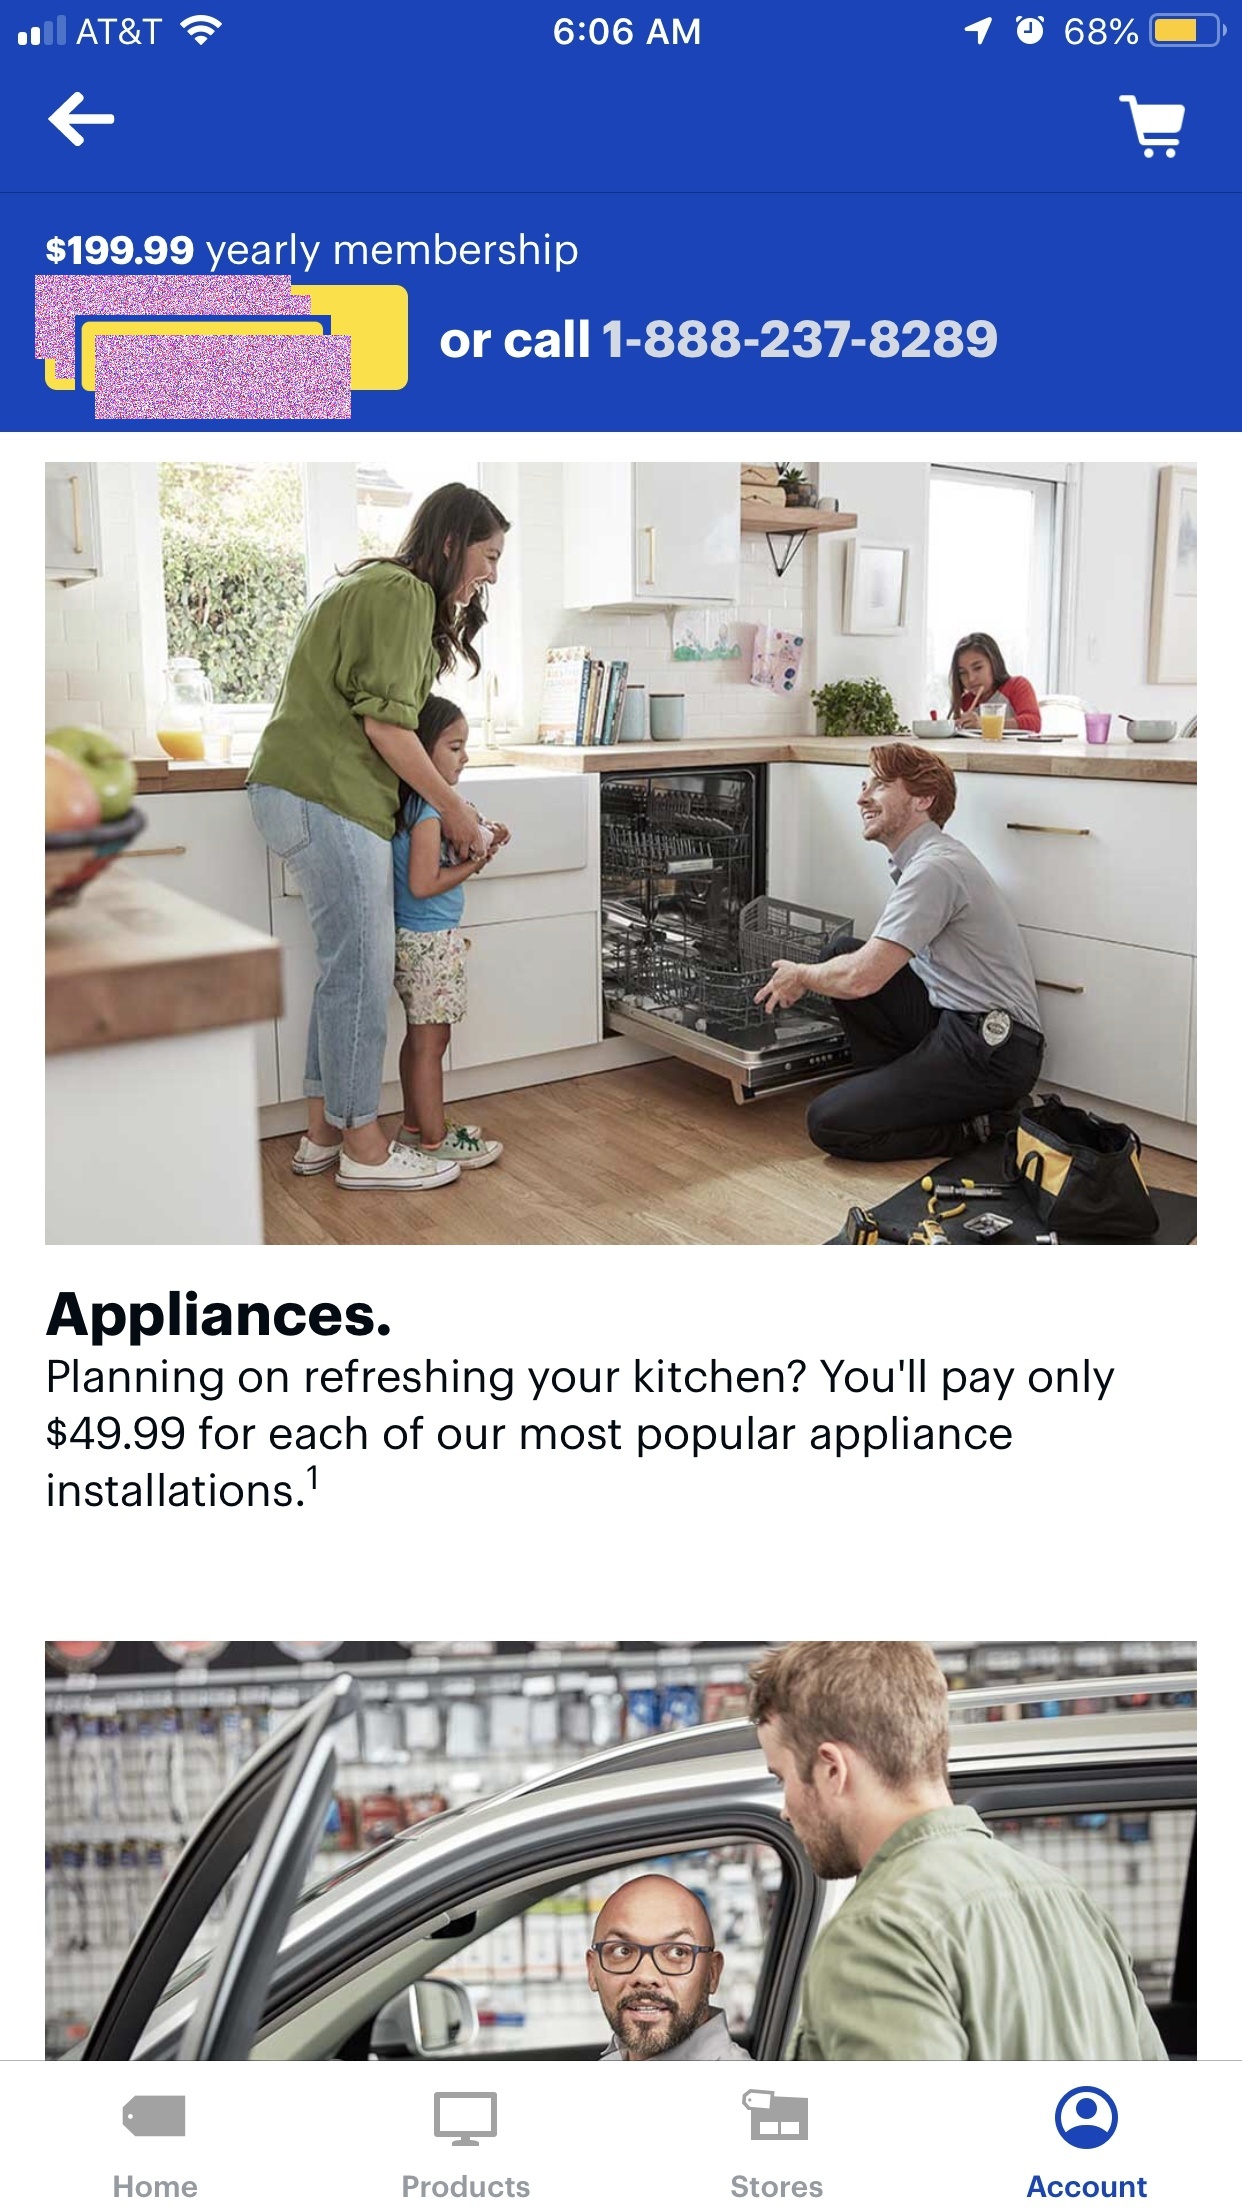 AT&T 6:06 AM 68%
$199.99 yearly membership
or call 1-888-237-8289
Appliances.
Planning on refreshing your kitchen? You'll pay only
$49.99 for each of our most popular appliance
installations.1
Home Products Stores Account